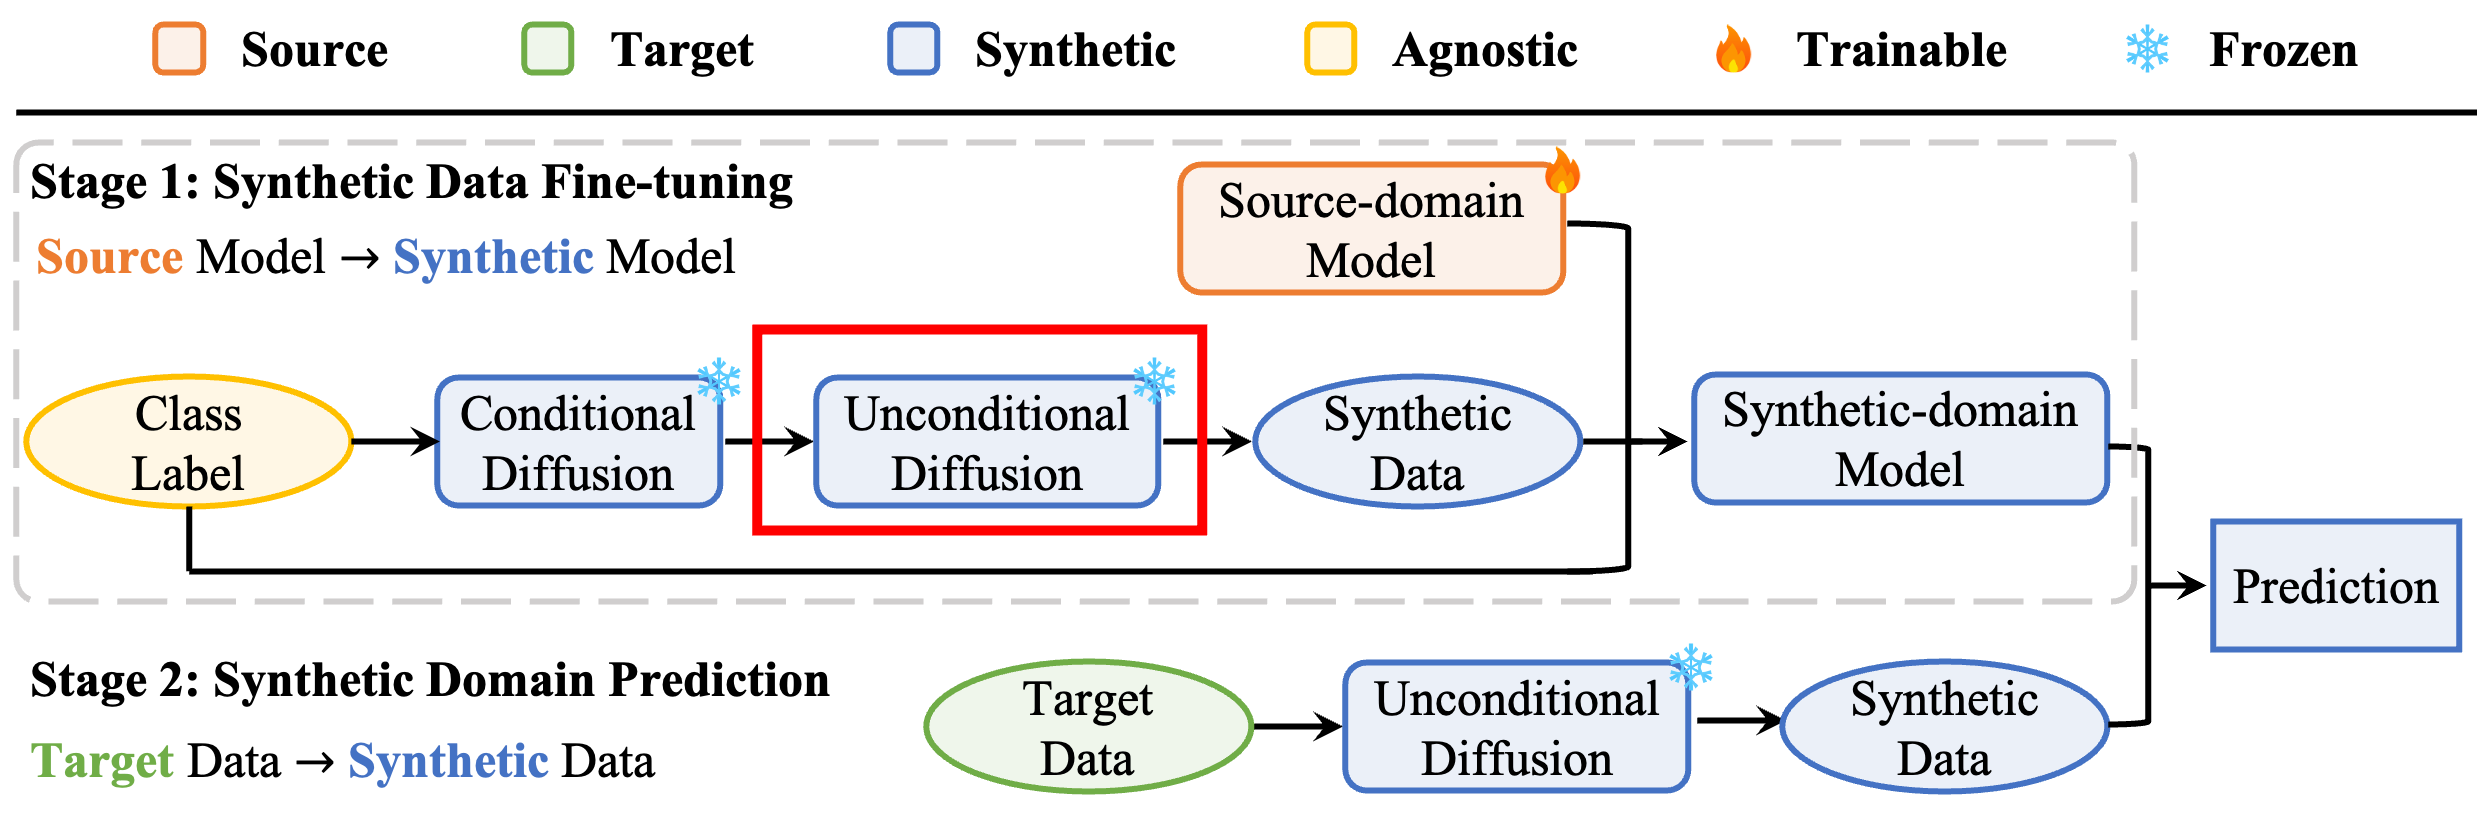 Source Target Synthetic Agnostic Trainable Frozen
Stage 1: Synthetic Data Fine-tuning
Source Model → Synthetic Model
Source-domain
Model
Class
Label
Conditional
Diffusion
Unconditional
Diffusion
Synthetic
Data
Synthetic-domain
Model
Prediction
Stage 2: Synthetic Domain Prediction
Target Data → Synthetic Data
Target
Data
Unconditional
Diffusion
Synthetic
Data